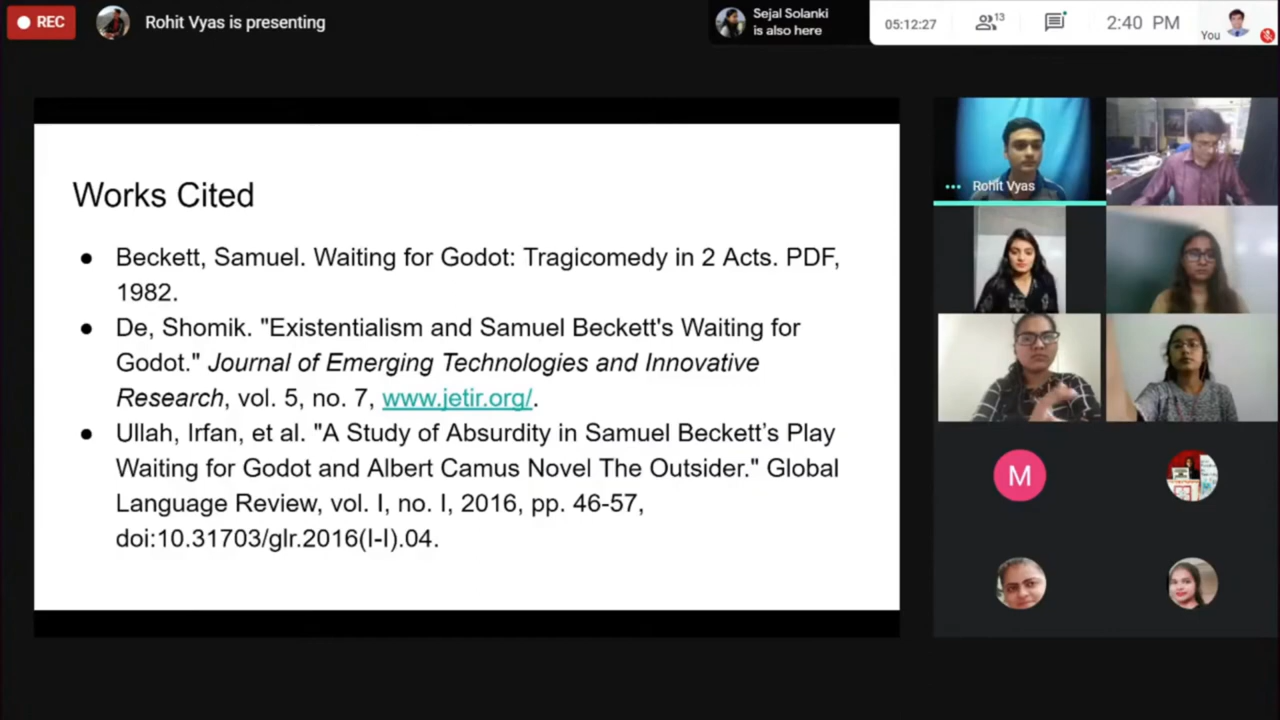 REC
Rohit Vyas is presenting
Sejal Solanki
is also here
05:12:27
13
2:40 PM
You
Works Cited
● Beckett, Samuel. Waiting for Godot: Tragicomedy in 2 Acts. PDF,
1982.
● De, Shomik. "Existentialism and Samuel Beckett's Waiting for
Godot." Journal of Emerging Technologies and Innovative
Research, vol. 5, no. 7, www.jetir.org/.
● Ullah, Irfan, et al. "A Study of Absurdity in Samuel Beckett’s Play
Waiting for Godot and Albert Camus Novel The Outsider." Global
Language Review, vol. I, no. I, 2016, pp. 46-57,
doi:10.31703/glr.2016(I-I).04.
Rohit Vyas
M